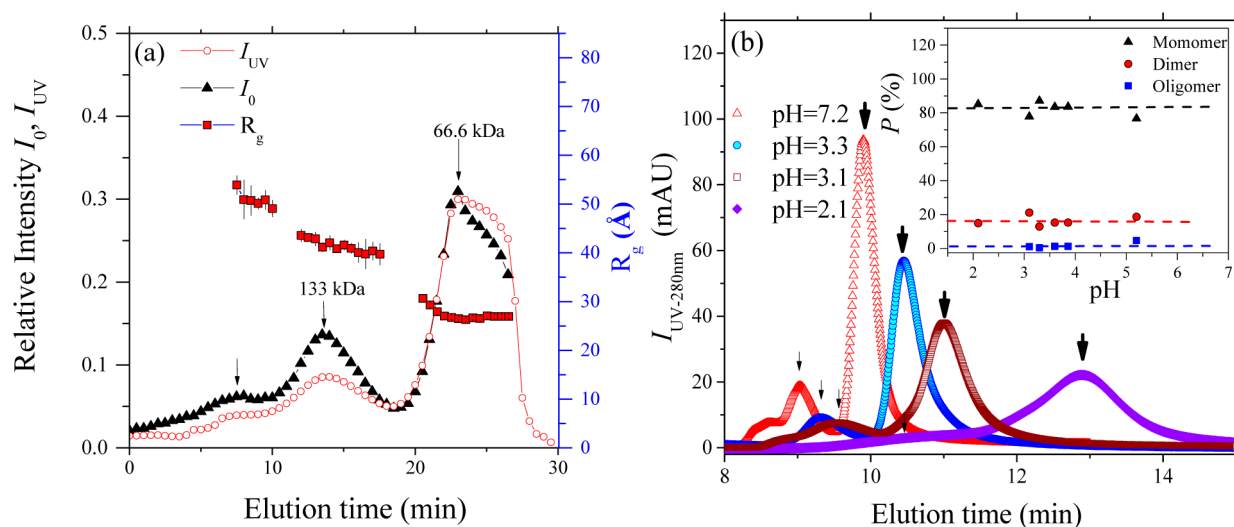 (a)
I_UV
I_0
R_g
66.6 kDa
133 kDa
0.5
0.4
0.3
0.2
0.1
0.0
Relative Intensity I_0, I_UV
80
70
60
50
40
30
20
10
0
R_g (Å)
0 10 20 30
Elution time (min)
(b)
pH=7.2
pH=3.3
pH=3.1
pH=2.1
120
100
80
60
40
20
0
I_UV-280nm (mAU)
8 10 12 14
Elution time (min)
Momomer
Dimer
Oligomer
120
100
80
60
40
20
0
P (%)
2 3 4 5 6 7
pH